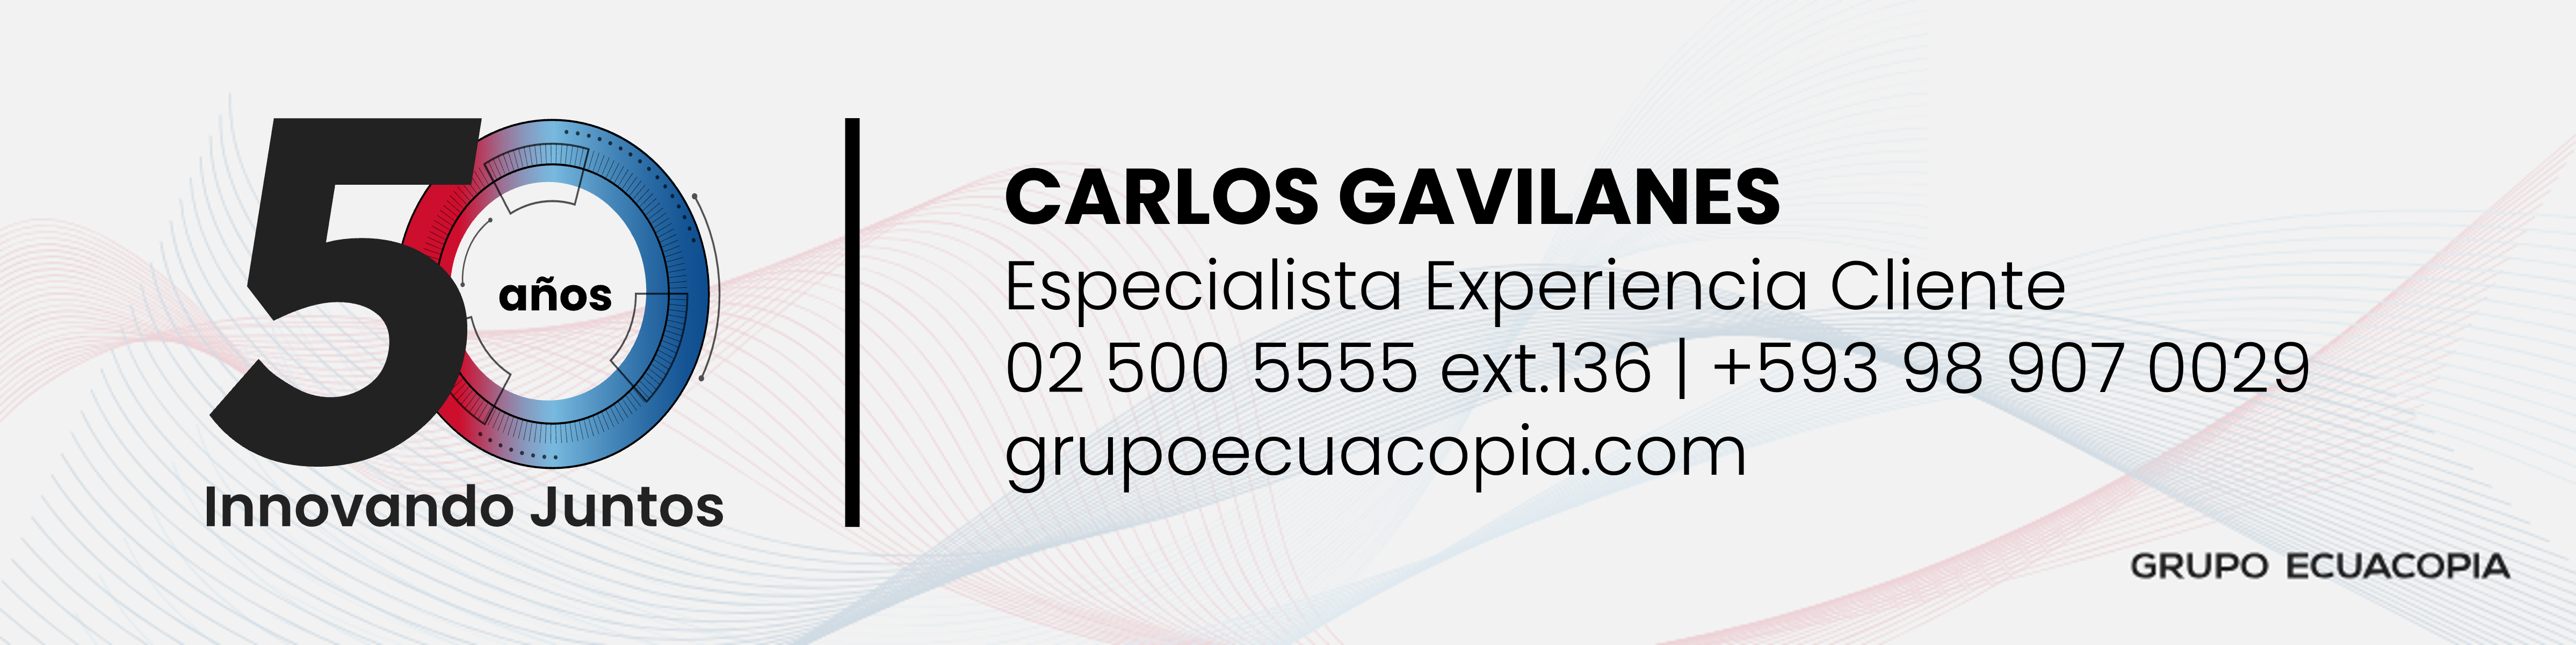 50
años
Innovando Juntos
CARLOS GAVILANES
Especialista Experiencia Cliente
02 500 5555 ext.136 | +593 98 907 0029
grupoecuacopia.com
GRUPO ECUACOPIA